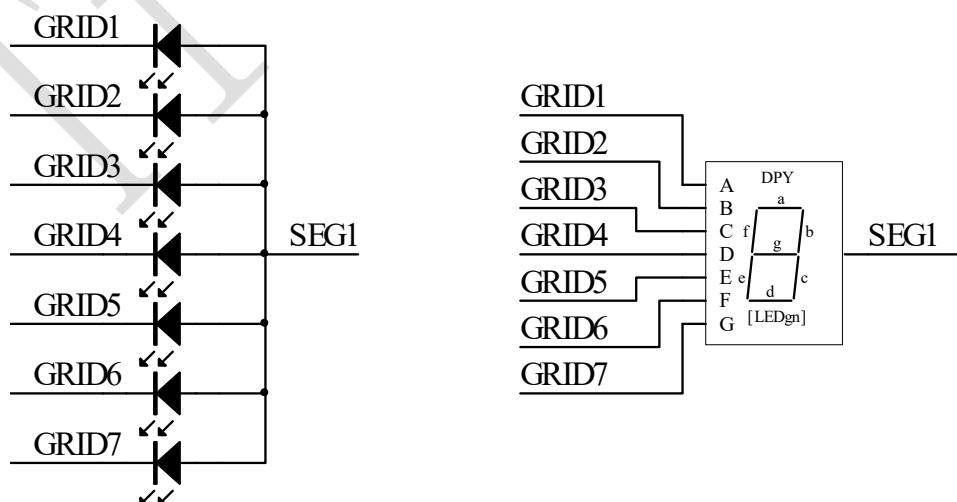 GRID1
GRID2
GRID3
GRID4
SEG1
GRID5
GRID6
GRID7
GRID1
GRID2
GRID3
GRID4
GRID5
GRID6
GRID7
A
B
C
D
E
F
G
DPY
a
f
b
g
e
c
d
[LEDgn]
SEG1